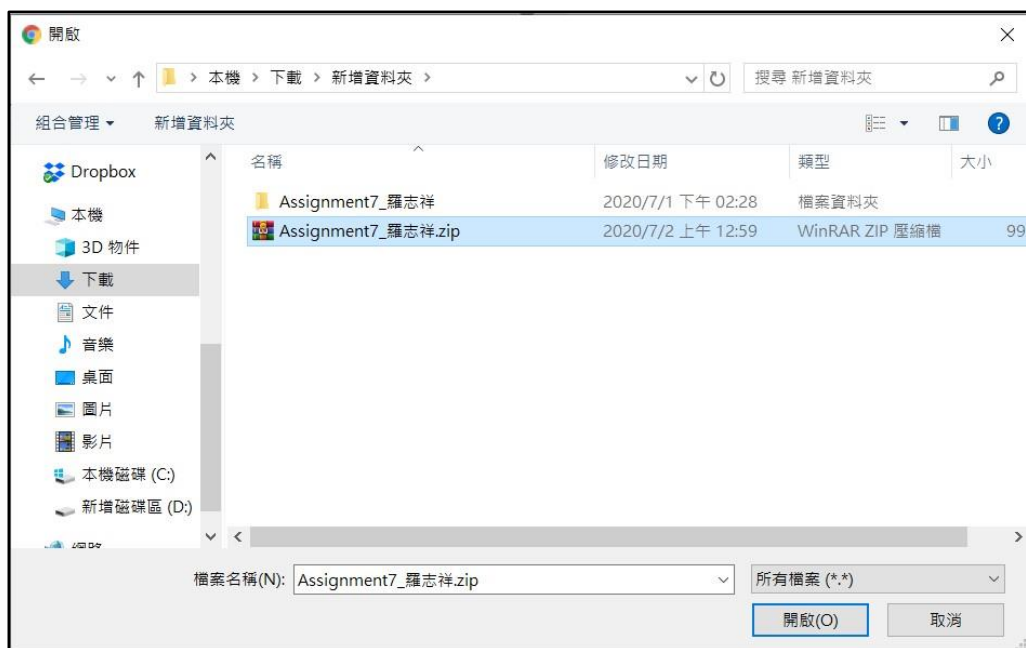 開啟
本機 › 下載 › 新增資料夾 ›
搜尋 新增資料夾
組合管理 新增資料夾
名稱 修改日期 類型 大小
Dropbox
本機
3D 物件
下載
文件
音樂
桌面
圖片
影片
本機磁碟 (C:)
新增磁碟區 (D:)
Assignment7_羅志祥 2020/7/1 下午 02:28 檔案資料夾
Assignment7_羅志祥.zip 2020/7/2 上午 12:59 WinRAR ZIP 壓縮檔 99
檔案名稱(N): Assignment7_羅志祥.zip 所有檔案 (*.*)
開啟(O) 取消